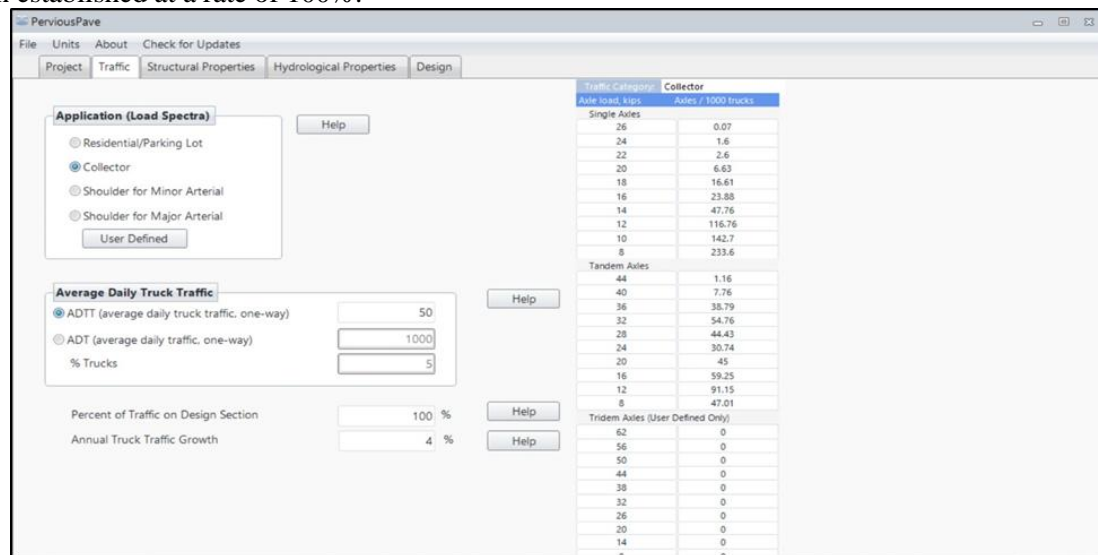 n established at a rate of 100%.
PerviousPave
File Units About Check for Updates
Project Traffic Structural Properties Hydrological Properties Design
Application (Load Spectra)
Help
Residential/Parking Lot
Collector
Shoulder for Minor Arterial
Shoulder for Major Arterial
User Defined
Average Daily Truck Traffic
Help
ADTT (average daily truck traffic, one-way) 50
ADT (average daily traffic, one-way) 1000
% Trucks 5
Percent of Traffic on Design Section 100 % Help
Annual Truck Traffic Growth 4 % Help
Traffic Category: Collector
Axle load, kips Axles / 1000 trucks
Single Axles
26 0.07
24 1.6
22 2.6
20 6.63
18 16.61
16 23.88
14 47.76
12 116.76
10 142.7
8 233.6
Tandem Axles
44 1.16
40 7.76
36 38.79
32 54.76
28 44.43
24 30.74
20 45
16 59.25
12 91.15
8 47.01
Tridem Axles (User Defined Only)
62 0
56 0
50 0
44 0
38 0
32 0
26 0
20 0
14 0